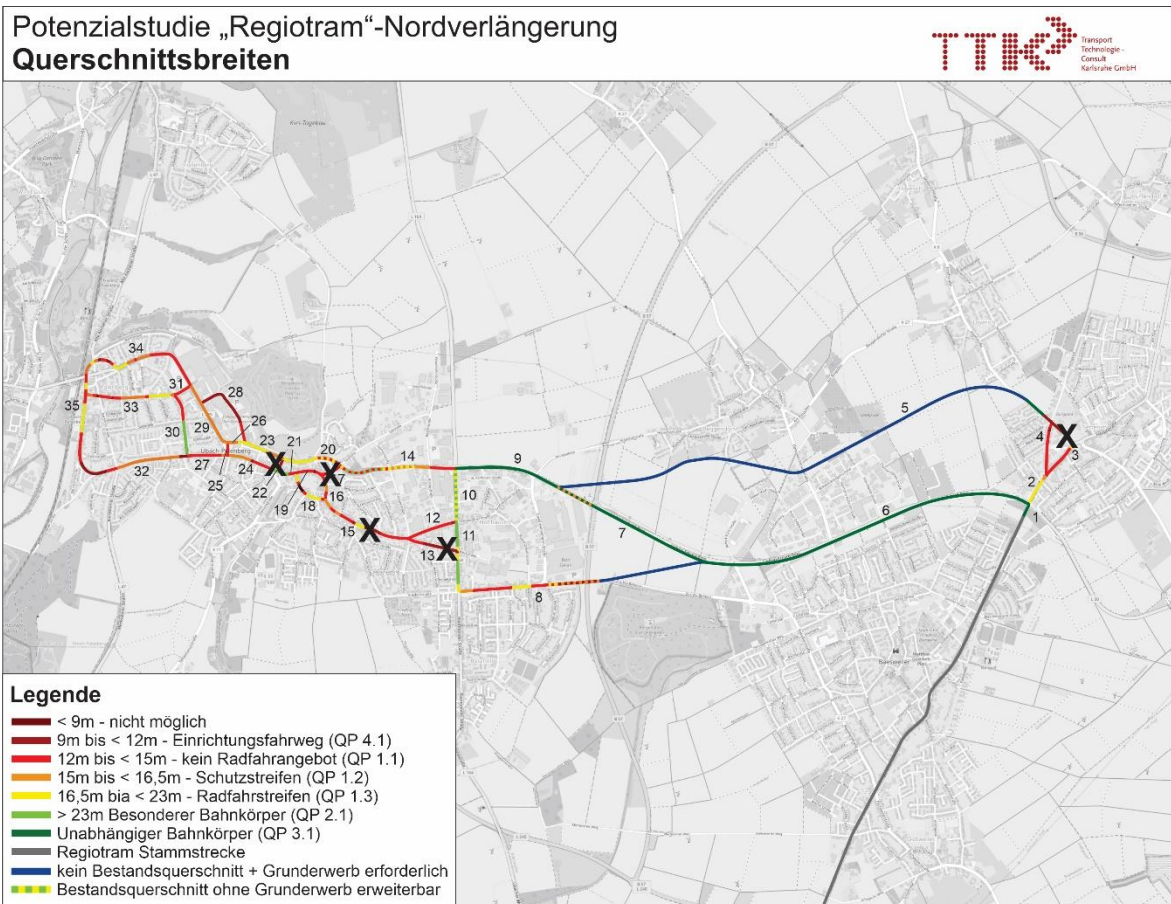 Potenzialstudie „Regiotram“-Nordverlängerung
Querschnittsbreiten
TTK
Transport
Technologie -
Consult
Karlsruhe GmbH
34
31
28
35
33
29
26
30
23
21
20
14
9
5
4
3
2
1
27
32
25
24
22
19
18
16
7
10
12
11
15
13
8
7
6
Übach-Palenberg
Baesweiler
Legende
< 9m - nicht möglich
9m bis < 12m - Einrichtungsfahrweg (QP 4.1)
12m bis < 15m - kein Radfahrangebot (QP 1.1)
15m bis < 16,5m - Schutzstreifen (QP 1.2)
16,5m bia < 23m - Radfahrstreifen (QP 1.3)
> 23m Besonderer Bahnkörper (QP 2.1)
Unabhängiger Bahnkörper (QP 3.1)
Regiotram Stammstrecke
kein Bestandsquerschnitt + Grunderwerb erforderlich
Bestandsquerschnitt ohne Grunderwerb erweiterbar